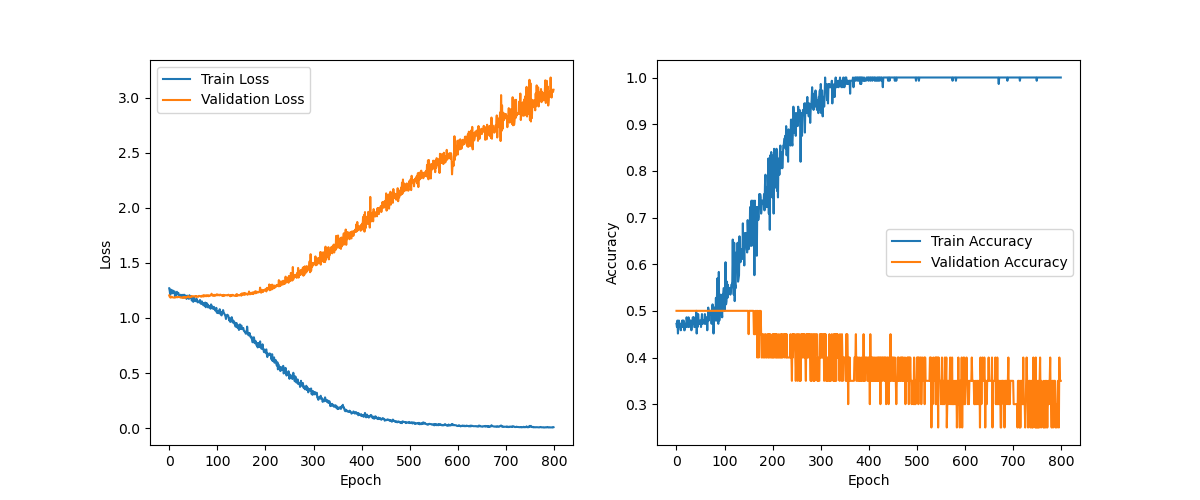 Train Loss
Validation Loss
Loss
3.0
2.5
2.0
1.5
1.0
0.5
0.0
0 100 200 300 400 500 600 700 800
Epoch
Accuracy
1.0
0.9
0.8
0.7
0.6
0.5
0.4
0.3
Train Accuracy
Validation Accuracy
0 100 200 300 400 500 600 700 800
Epoch